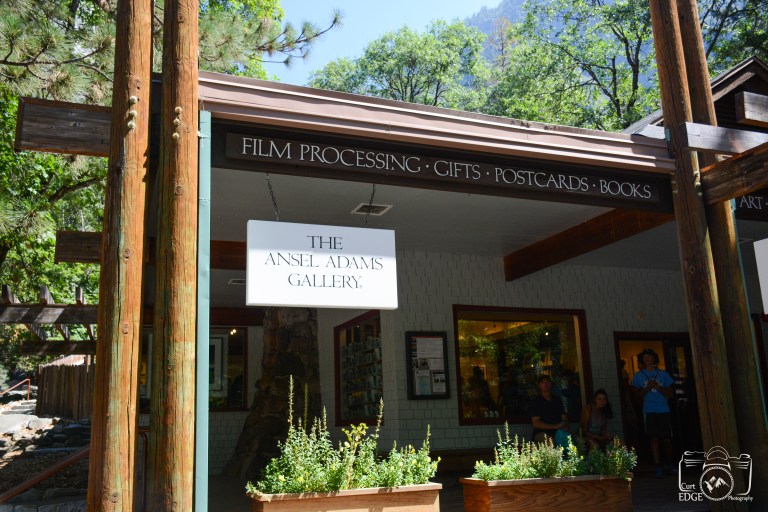 FILM PROCESSING · GIFTS · POSTCARDS · BOOKS
ART ·
THE
ANSEL ADAMS
GALLERY
Curt
EDGE
Photography